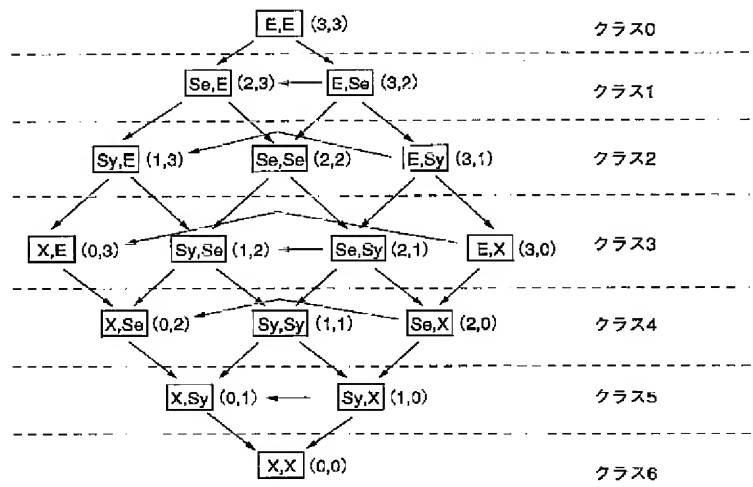 E,E (3,3) クラス0
Se,E (2,3) E,Se (3,2) クラス1
Sy,E (1,3) Se,Se (2,2) E,Sy (3,1) クラス2
X,E (0,3) Sy,Se (1,2) Se,Sy (2,1) E,X (3,0) クラス3
X,Se (0,2) Sy,Sy (1,1) Se,X (2,0) クラス4
X,Sy (0,1) Sy,X (1,0) クラス5
X,X (0,0) クラス6